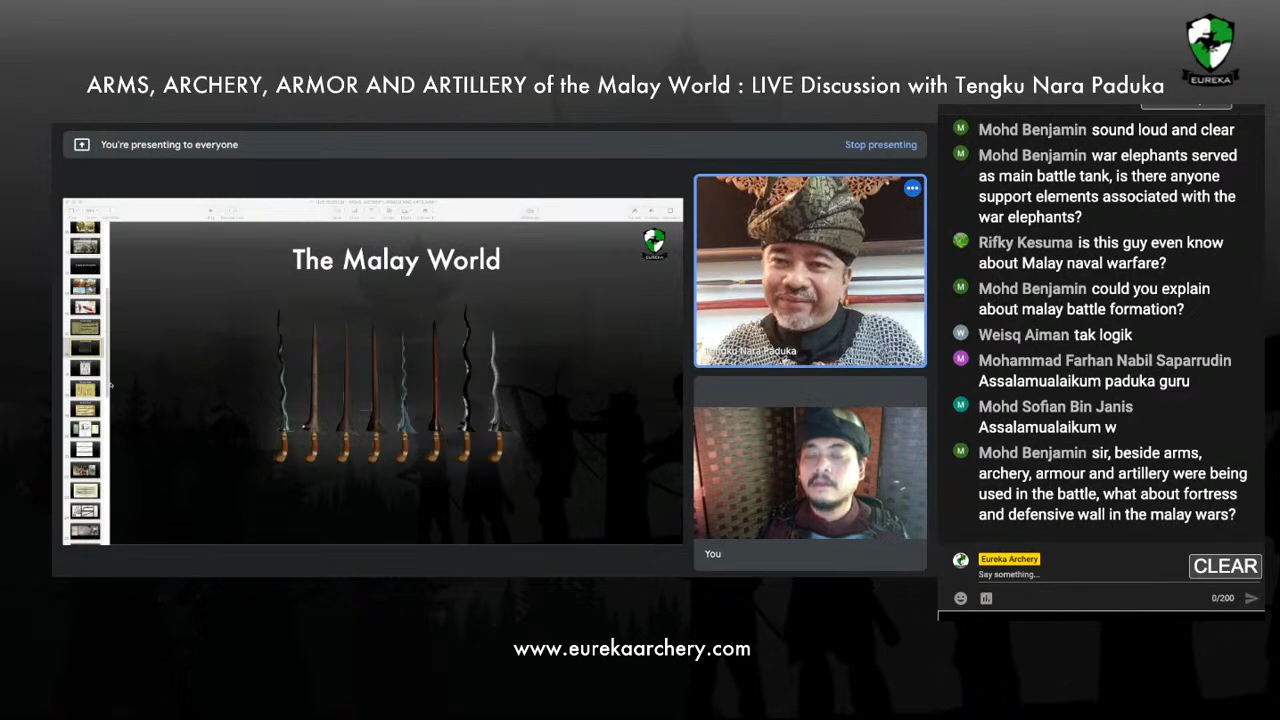 ARMS, ARCHERY, ARMOR AND ARTILLERY of the Malay World : LIVE Discussion with Tengku Nara Paduka
EUREKA
You're presenting to everyone
Stop presenting
The Malay World
EUREKA
Tengku Nara Paduka
You
Mohd Benjamin sound loud and clear
Mohd Benjamin war elephants served
as main battle tank, is there anyone
support elements associated with the
war elephants?
Rifky Kesuma is this guy even know
about Malay naval warfare?
Mohd Benjamin could you explain
about malay battle formation?
Weisq Aiman tak logik
Mohammad Farhan Nabil Saparrudin
Assalamualaikum paduka guru
Mohd Sofian Bin Janis
Assalamualaikum w
Mohd Benjamin sir, beside arms,
archery, armour and artillery were being
used in the battle, what about fortress
and defensive wall in the malay wars?
Eureka Archery
Say something...
CLEAR
0/200
www.eurekaarchery.com